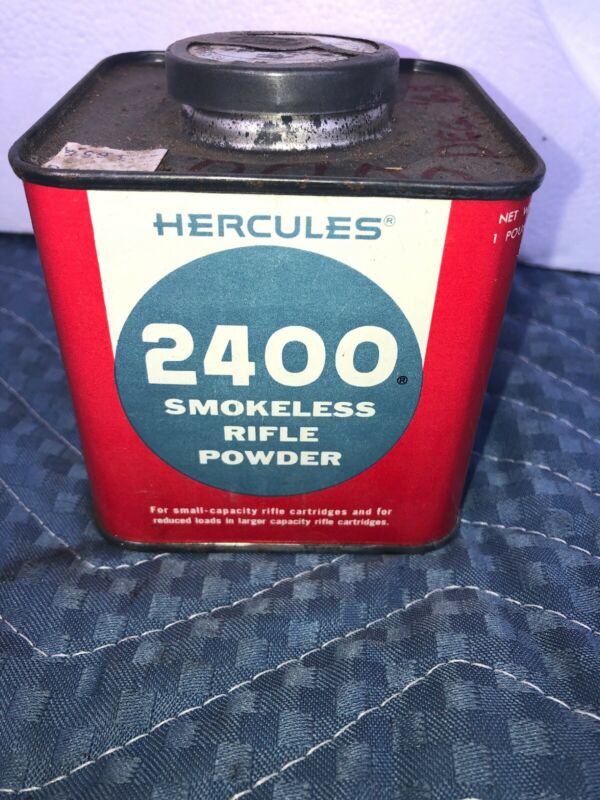 HERCULES®
2400®
SMOKELESS
RIFLE
POWDER
For small-capacity rifle cartridges and for
reduced loads in larger capacity rifle cartridges.
NET
1